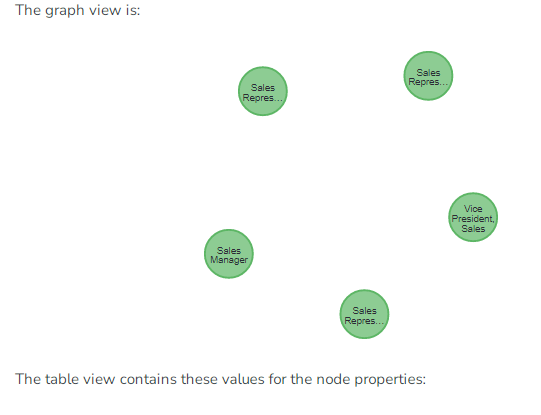 The graph view is:
Sales
Repres...
Sales
Repres...
Vice
President,
Sales
Sales
Manager
Sales
Repres...
The table view contains these values for the node properties: